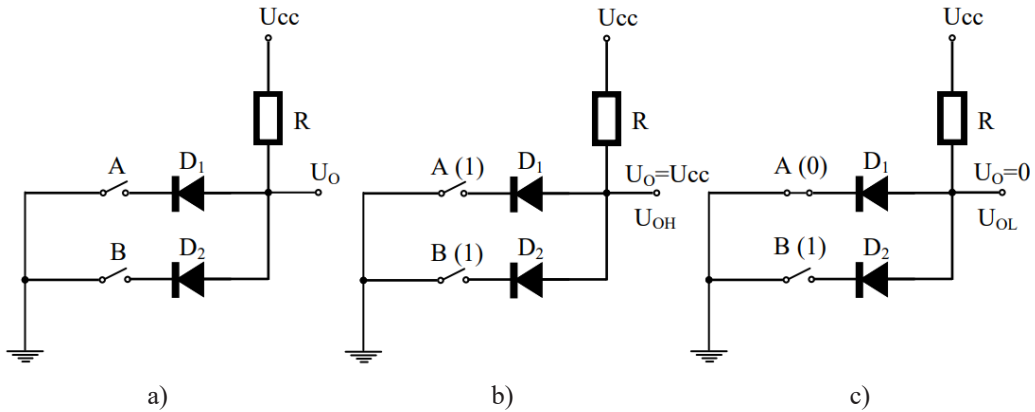 Ucc
R
A
D1
UO
B
D2
a)
Ucc
R
A (1)
D1
UO=Ucc
UOH
B (1)
D2
b)
Ucc
R
A (0)
D1
UO=0
UOL
B (1)
D2
c)